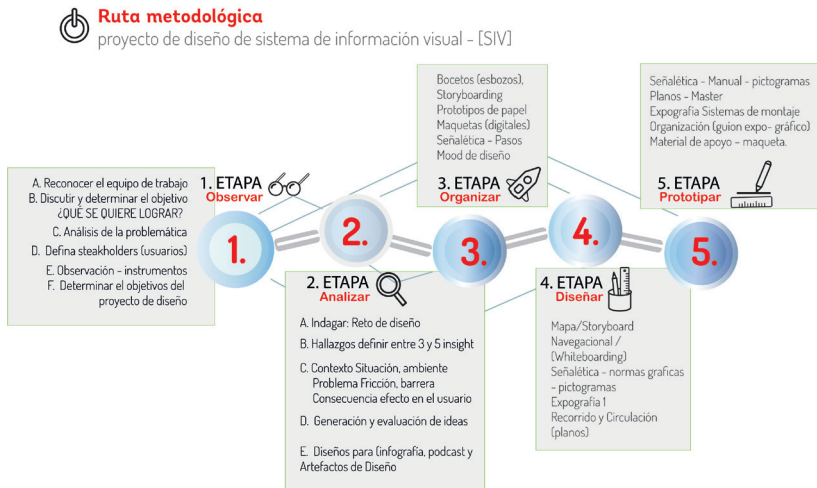 Ruta metodológica
proyecto de diseño de sistema de información visual - [SIV]
A. Reconocer el equipo de trabajo
B. Discutir y determinar el objetivo
¿QUÉ SE QUIERE LOGRAR?
C. Análisis de la problemática
D. Defina steakholders (usuarios)
E. Observación - instrumentos
F. Determinar el objetivos del
proyecto de diseño
1. ETAPA
Observar
1.
2.
2. ETAPA
Analizar
A. Indagar: Reto de diseño
B. Hallazgos definir entre 3 y 5 insight
C. Contexto Situación, ambiente
Problema Fricción, barrera
Consecuencia efecto en el usuario
D. Generación y evaluación de ideas
E. Diseños para (infografía, podcast y
Artefactos de Diseño
Bocetos (esbozos),
Storyboarding
Prototipos de papel
Maquetas (digitales)
Señalética - Pasos
Mood de diseño
3. ETAPA
Organizar
3.
4.
4. ETAPA
Diseñar
Mapa/Storyboard
Navegacional /
(Whiteboarding)
Señalética - normas graficas
- pictogramas
Expografía 1
Recorrido y Circulación
(planos)
Señalética - Manual - pictogramas
Planos - Master
Expografía Sistemas de montaje
Organización (guion expo- gráfico)
Material de apoyo - maqueta.
5. ETAPA
Prototipar
5.